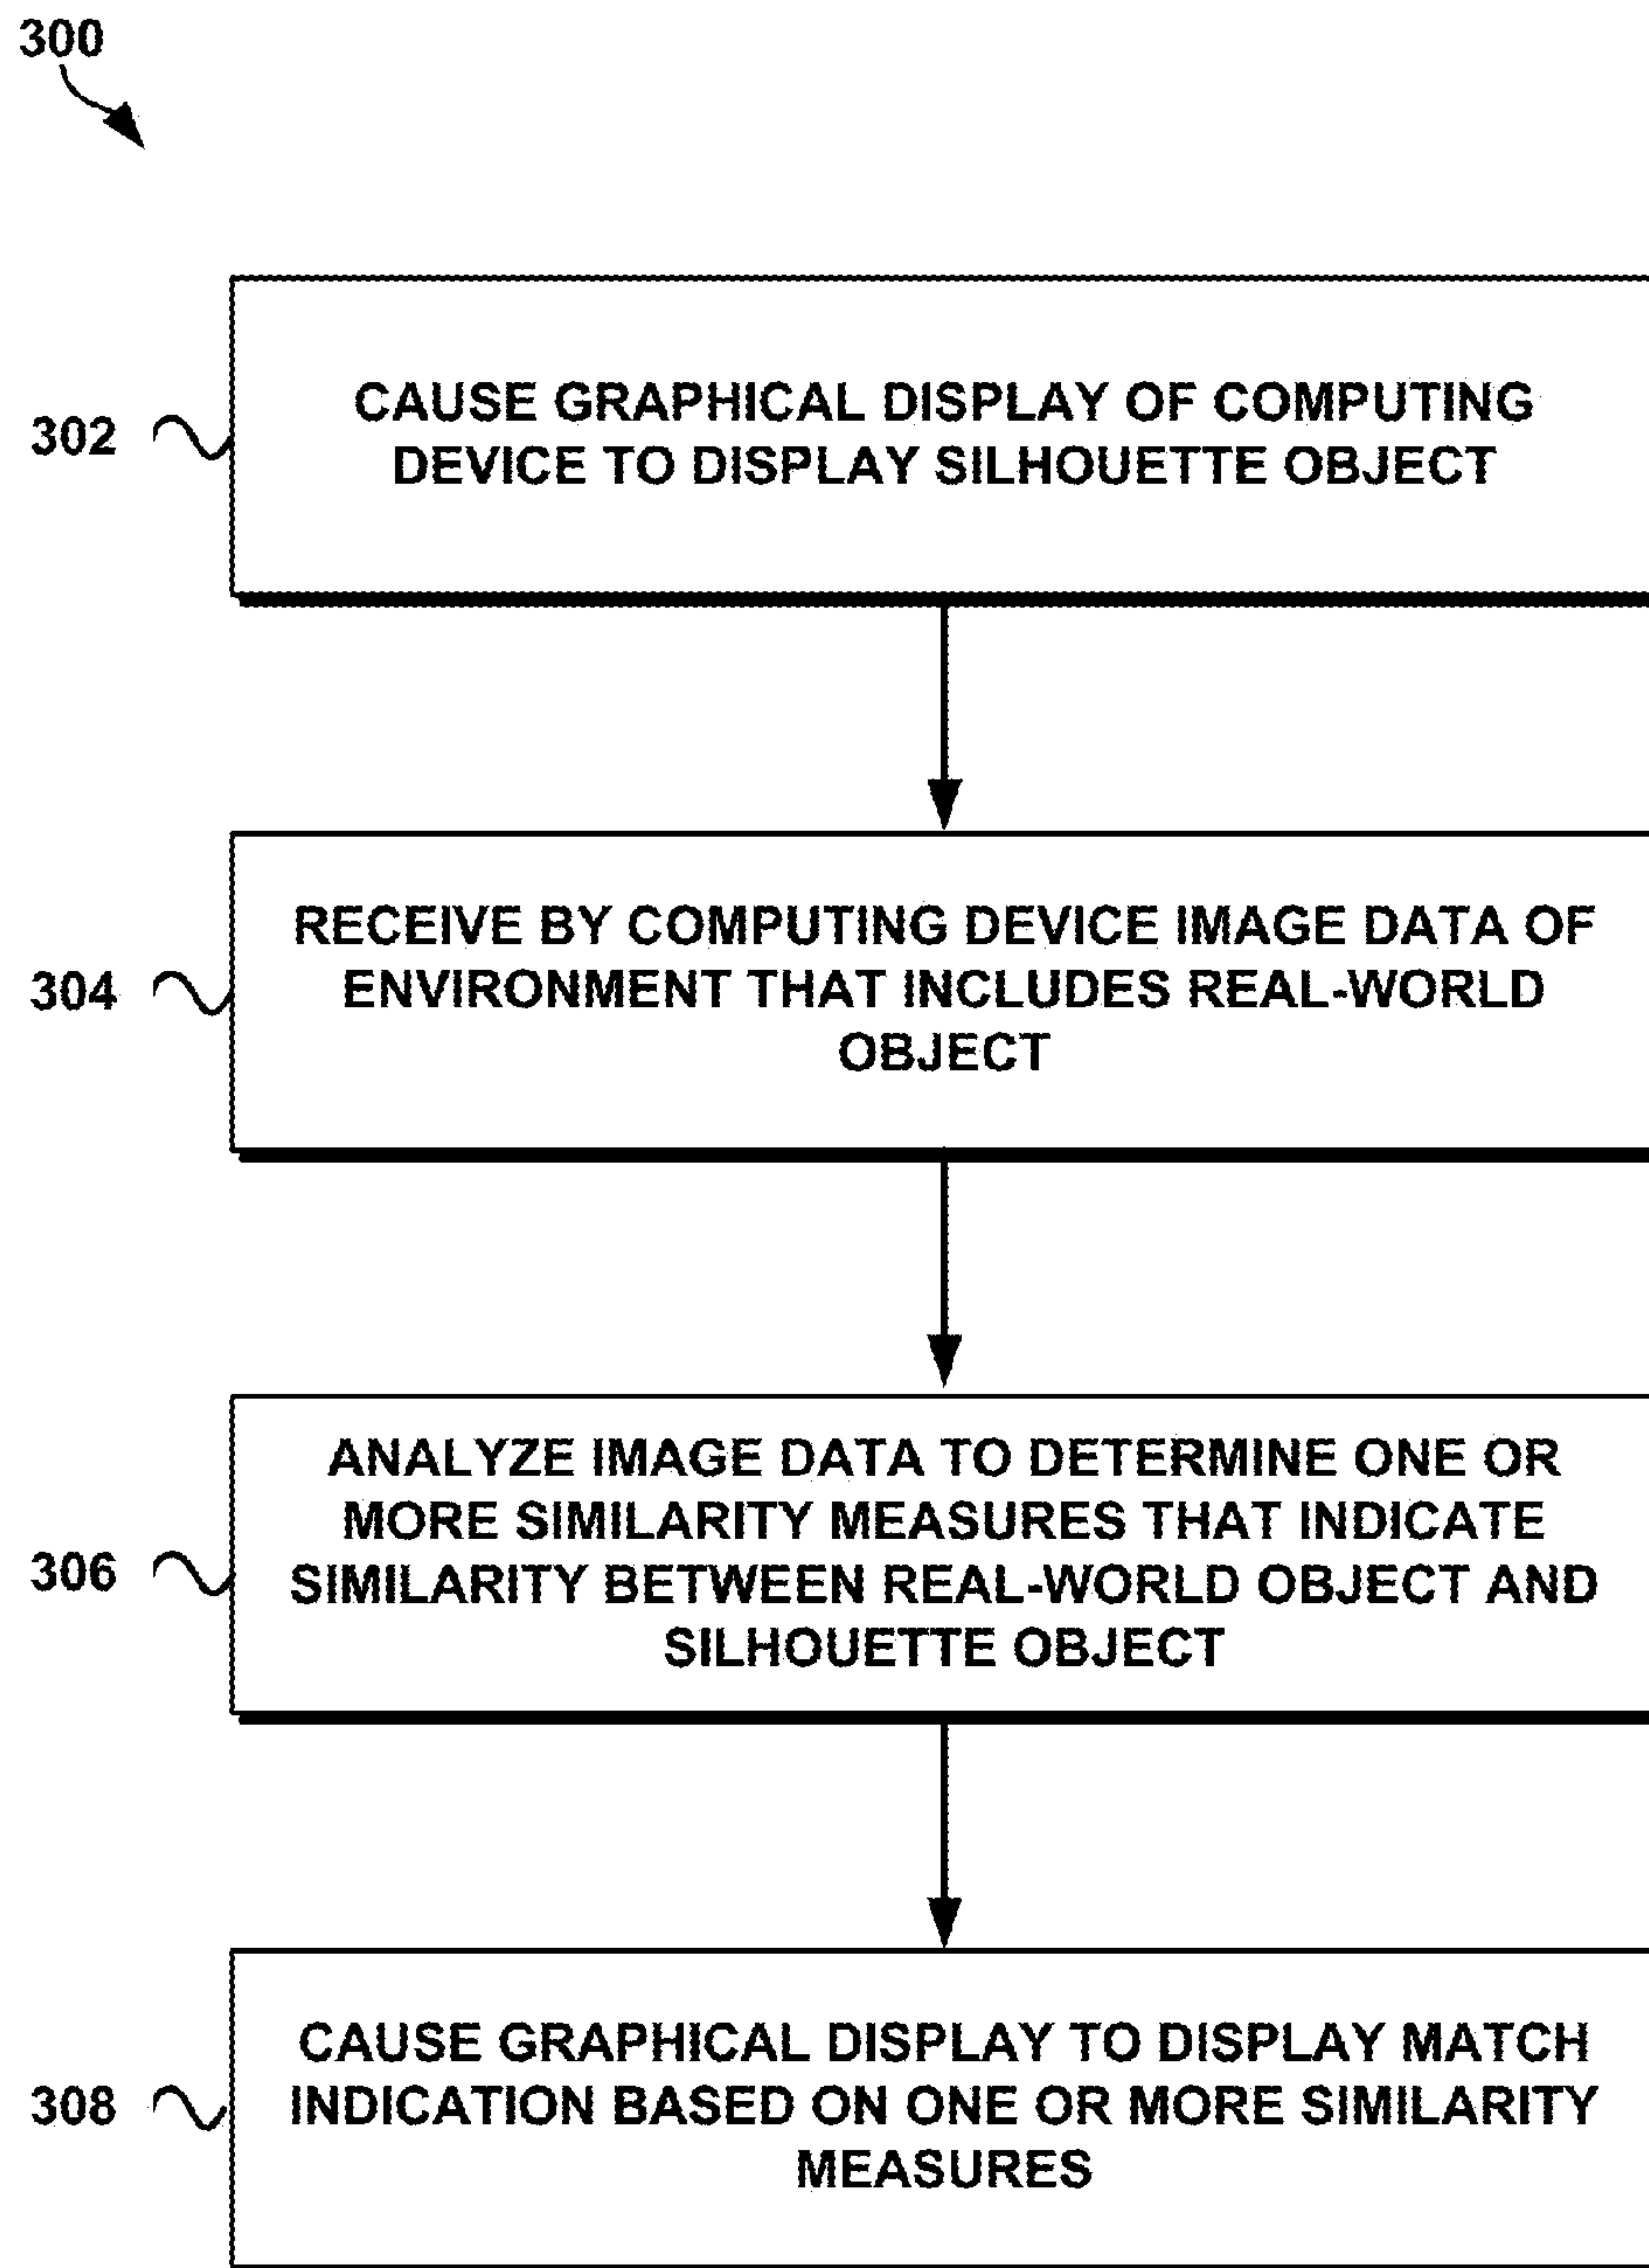 300
302
CAUSE GRAPHICAL DISPLAY OF COMPUTING
DEVICE TO DISPLAY SILHOUETTE OBJECT
304
RECEIVE BY COMPUTING DEVICE IMAGE DATA OF
ENVIRONMENT THAT INCLUDES REAL-WORLD
OBJECT
306
ANALYZE IMAGE DATA TO DETERMINE ONE OR
MORE SIMILARITY MEASURES THAT INDICATE
SIMILARITY BETWEEN REAL-WORLD OBJECT AND
SILHOUETTE OBJECT
308
CAUSE GRAPHICAL DISPLAY TO DISPLAY MATCH
INDICATION BASED ON ONE OR MORE SIMILARITY
MEASURES